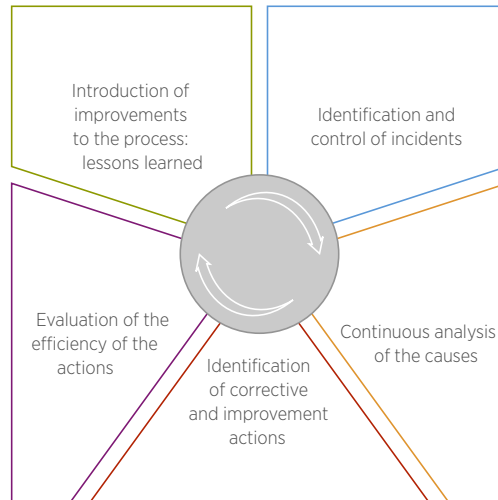 Introduction of
improvements
to the process:
lessons learned
Identification and
control of incidents
Continuous analysis
of the causes
Identification
of corrective
and improvement
actions
Evaluation of the
efficiency of the
actions